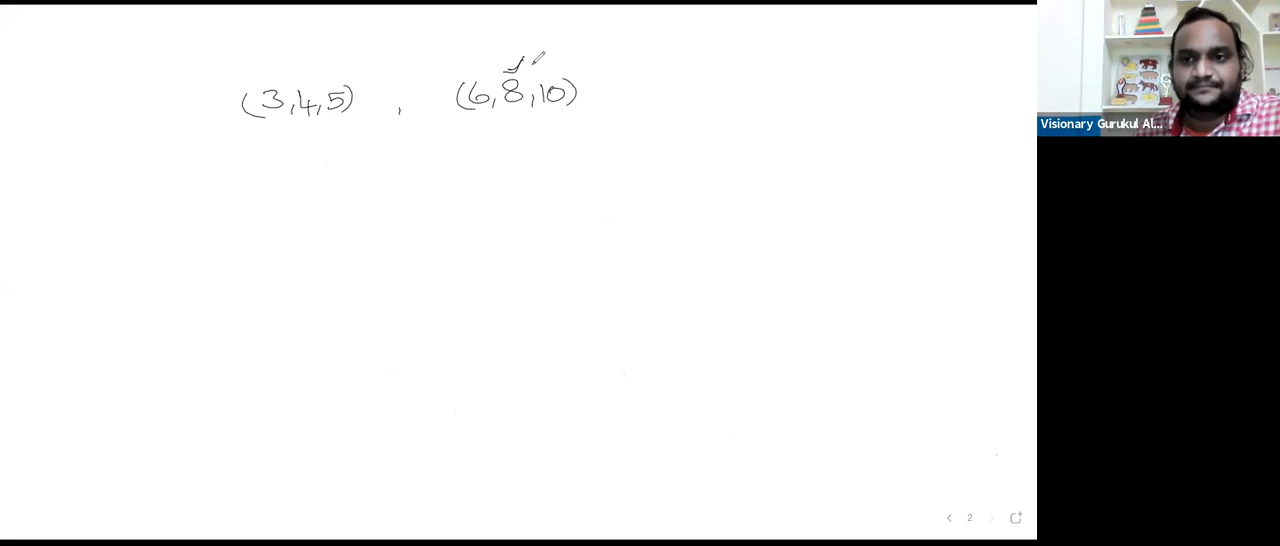 (3,4,5) , (6,8,10)
Visionary Gurukul Al...
2